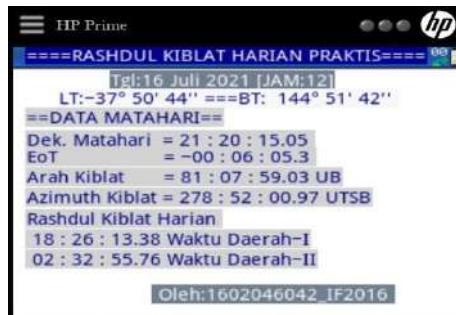 HP Prime
====RASHDUL KIBLAT HARIAN PRAKTIS====
Tgl:16 Juli 2021 [JAM:12]
LT:-37° 50' 44'' ===BT: 144° 51' 42''
==DATA MATAHARI==
Dek. Matahari = 21 : 20 : 15.05
EoT = -00 : 06 : 05.3
Arah Kiblat = 81 : 07 : 59.03 UB
Azimuth Kiblat = 278 : 52 : 00.97 UTSB
Rashdul Kiblat Harian
18 : 26 : 13.38 Waktu Daerah-I
02 : 32 : 55.76 Waktu Daerah-II
Oleh:1602046042_IF2016